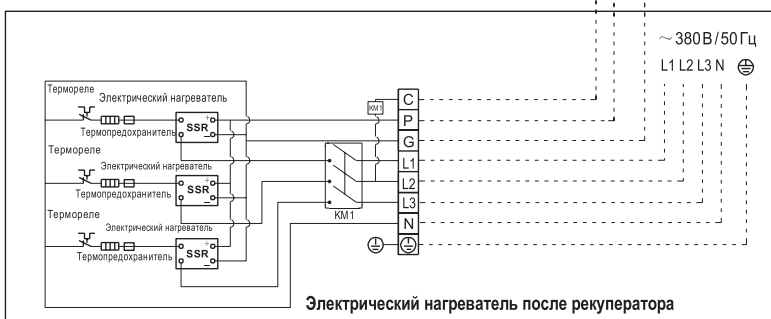 ~380В/50Гц
L1 L2 L3 N
Термореле
Электрический нагреватель
Термопредохранитель
SSR
+
−
KM1
C
P
G
Термореле
Электрический нагреватель
Термопредохранитель
SSR
+
−
KM1
L1
L2
L3
N
Термореле
Электрический нагреватель
Термопредохранитель
SSR
+
−
Электрический нагреватель после рекуператора